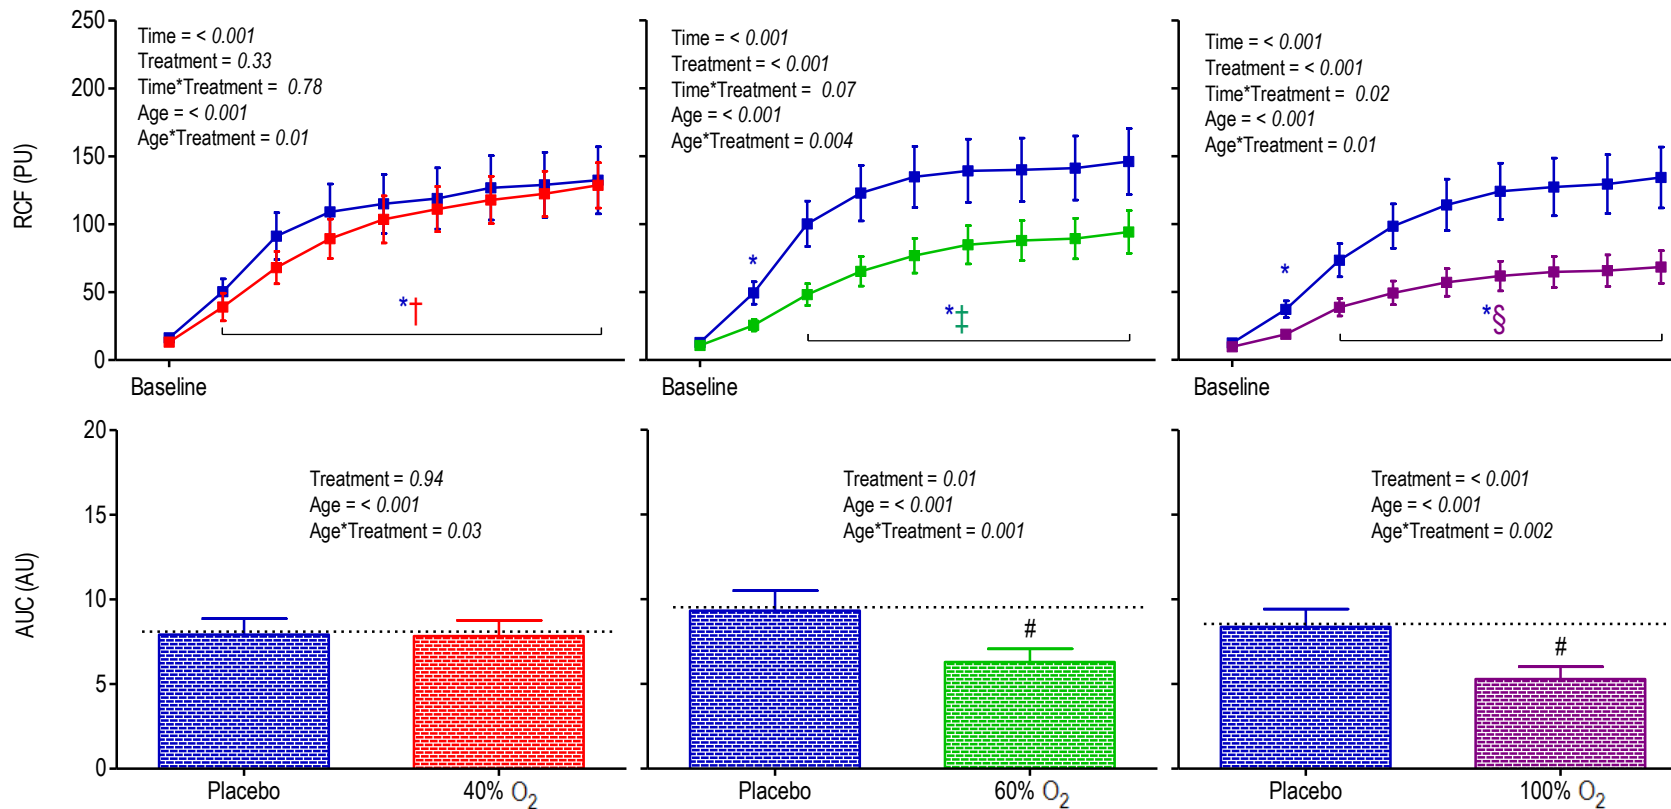 RCF (PU)
250
200
150
100
50
0
Time = < 0.001
Treatment = 0.33
Time*Treatment = 0.78
Age = < 0.001
Age*Treatment = 0.01
*†
Baseline
Time = < 0.001
Treatment = < 0.001
Time*Treatment = 0.07
Age = < 0.001
Age*Treatment = 0.004
*
*‡
Baseline
Time = < 0.001
Treatment = < 0.001
Time*Treatment = 0.02
Age = < 0.001
Age*Treatment = 0.01
*
*§
Baseline
AUC (AU)
20
15
10
5
0
Treatment = 0.94
Age = < 0.001
Age*Treatment = 0.03
Placebo
40% O₂
Treatment = 0.01
Age = < 0.001
Age*Treatment = 0.001
#
Placebo
60% O₂
Treatment = < 0.001
Age = < 0.001
Age*Treatment = 0.002
#
Placebo
100% O₂